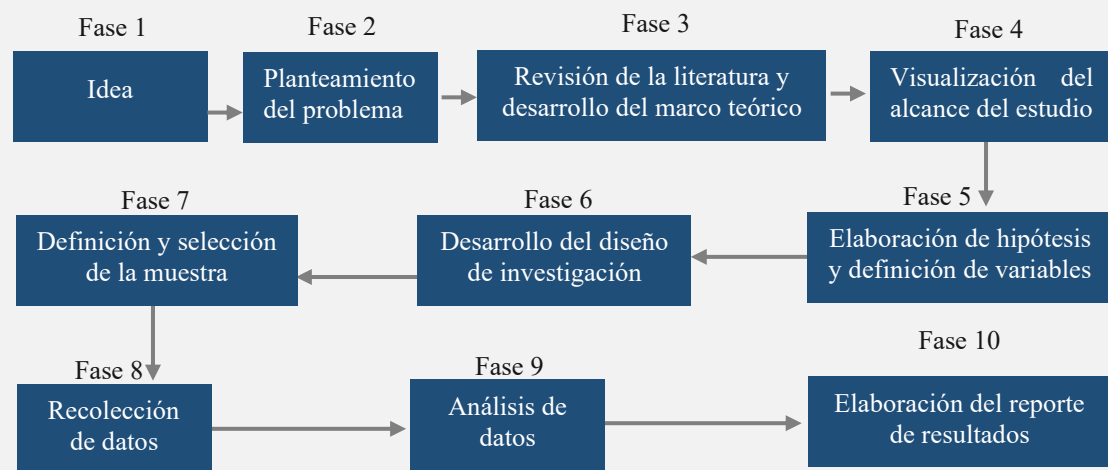 Fase 1
Idea
Fase 2
Planteamiento
del problema
Fase 3
Revisión de la literatura y
desarrollo del marco teórico
Fase 4
Visualización del
alcance del estudio
Fase 5
Elaboración de hipótesis
y definición de variables
Fase 6
Desarrollo del diseño
de investigación
Fase 7
Definición y selección
de la muestra
Fase 8
Recolección
de datos
Fase 9
Análisis de
datos
Fase 10
Elaboración del reporte
de resultados